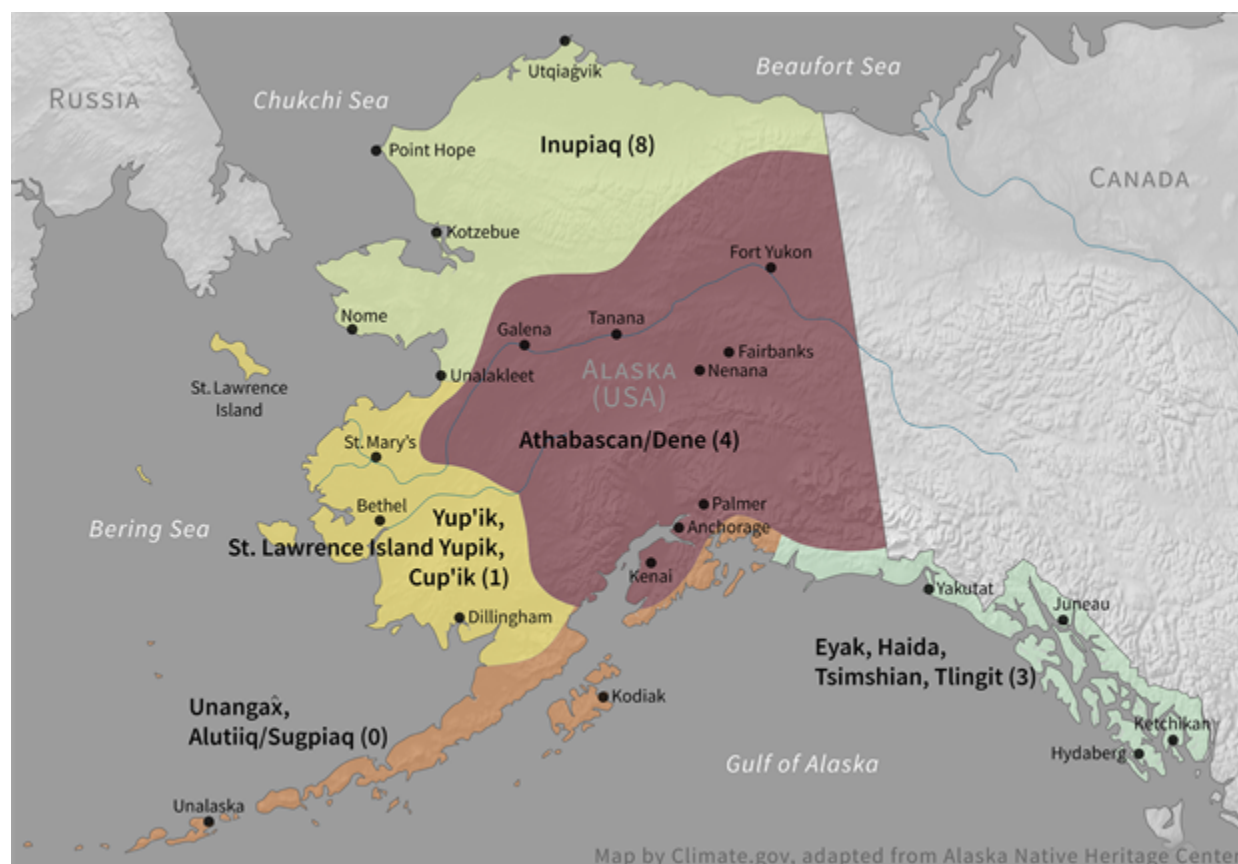 Utqiaġvik
Beaufort Sea
RUSSIA
Chukchi Sea
Inupiaq (8)
Point Hope
CANADA
Kotzebue
Fort Yukon
Nome
Tanana
Galena
Fairbanks
ALASKA
(USA)
Nenana
Unalakleet
St. Lawrence
Island
St. Mary's
Athabascan/Dene (4)
Bethel
Palmer
Anchorage
Bering Sea
Yup'ik,
St. Lawrence Island Yupik,
Cup'ik (1)
Kenai
Yakutat
Juneau
Dillingham
Eyak, Haida,
Tsimshian, Tlingit (3)
Kodiak
Unangax̂,
Alutiiq/Sugpiaq (0)
Ketchikan
Hydaberg
Gulf of Alaska
Unalaska
Map by Climate.gov, adapted from Alaska Native Heritage Center